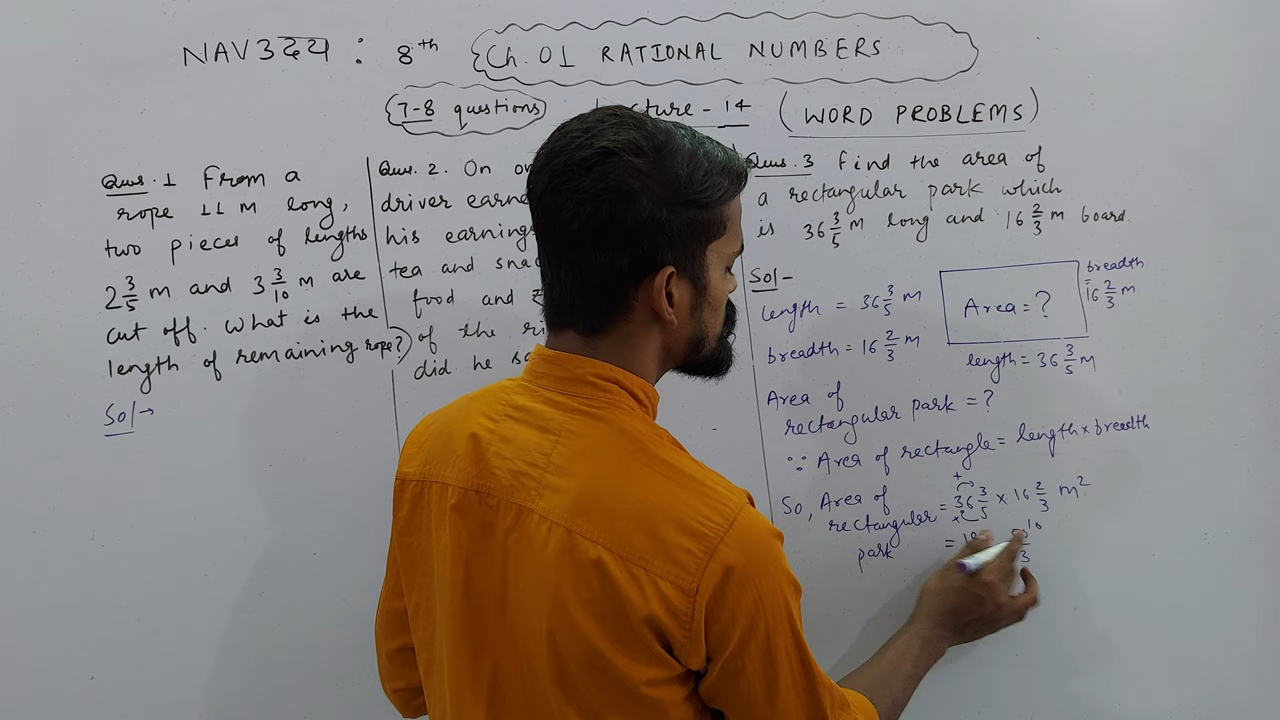 NAV3221 : 8th Ch. 01 RATIONAL NUMBERS
7-8 questions Lecture - 14 (WORD PROBLEMS)
Ques. 1 From a
rope 11 m long,
two pieces of lengths
2 3/5 m and 3 3/10 m are
cut off. What is the
length of remaining rope?
Sol →
Ques. 2. On
driver
his
tea and
food and
of the
did he
Ques. 3 Find the area of
a rectangular park which
is 36 3/5 m long and 16 2/3 m board.
Sol -
length = 36 3/5 m
breadth = 16 2/3 m
Area = ?
breadth
= 16 2/3 m
length = 36 3/5 m
Area of
rectangular park = ?
∵ Area of rectangle = length × breadth
So, Area of
rectangular
park
= 36 3/5 × 16 2/3 m²